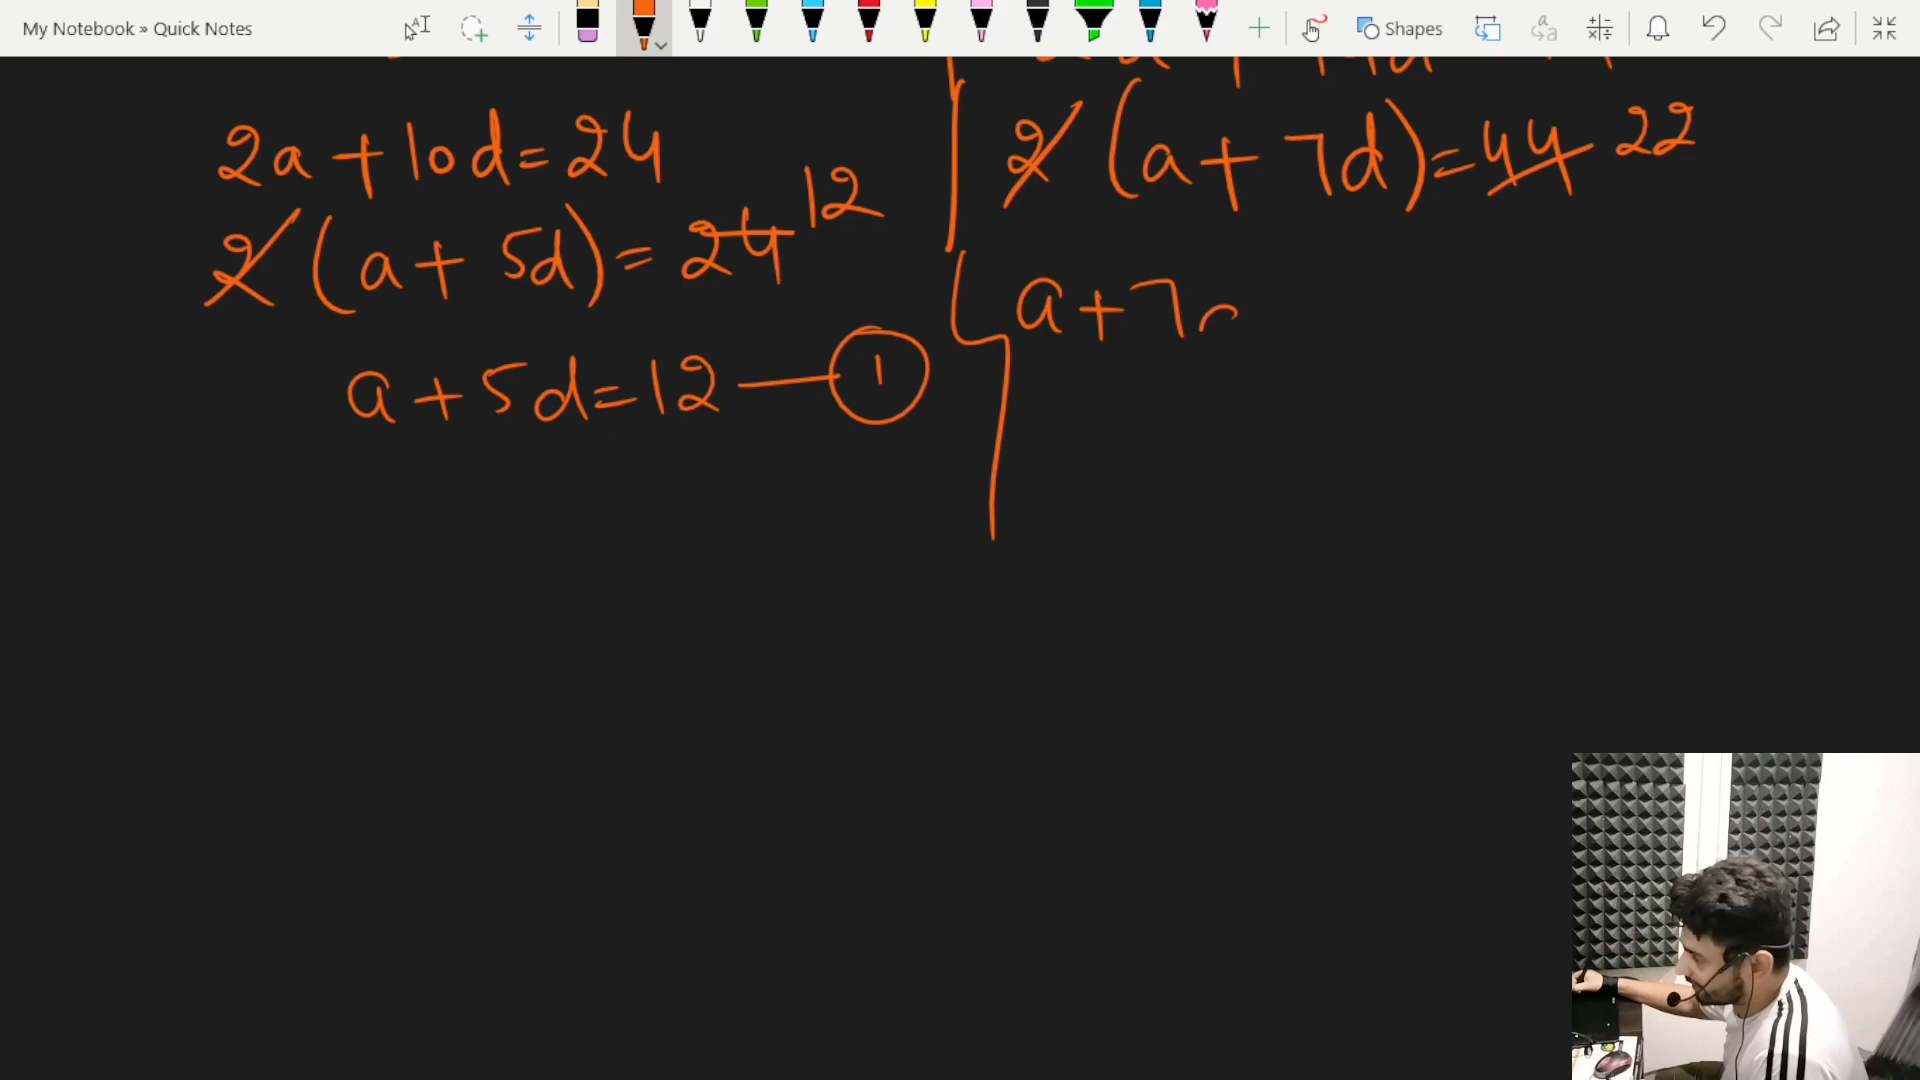 My Notebook » Quick Notes
Shapes
2a + 10d = 24
2 (a + 5d) = 24 12
a + 5d = 12 — 1
2 (a + 7d) = 44 22
a + 7